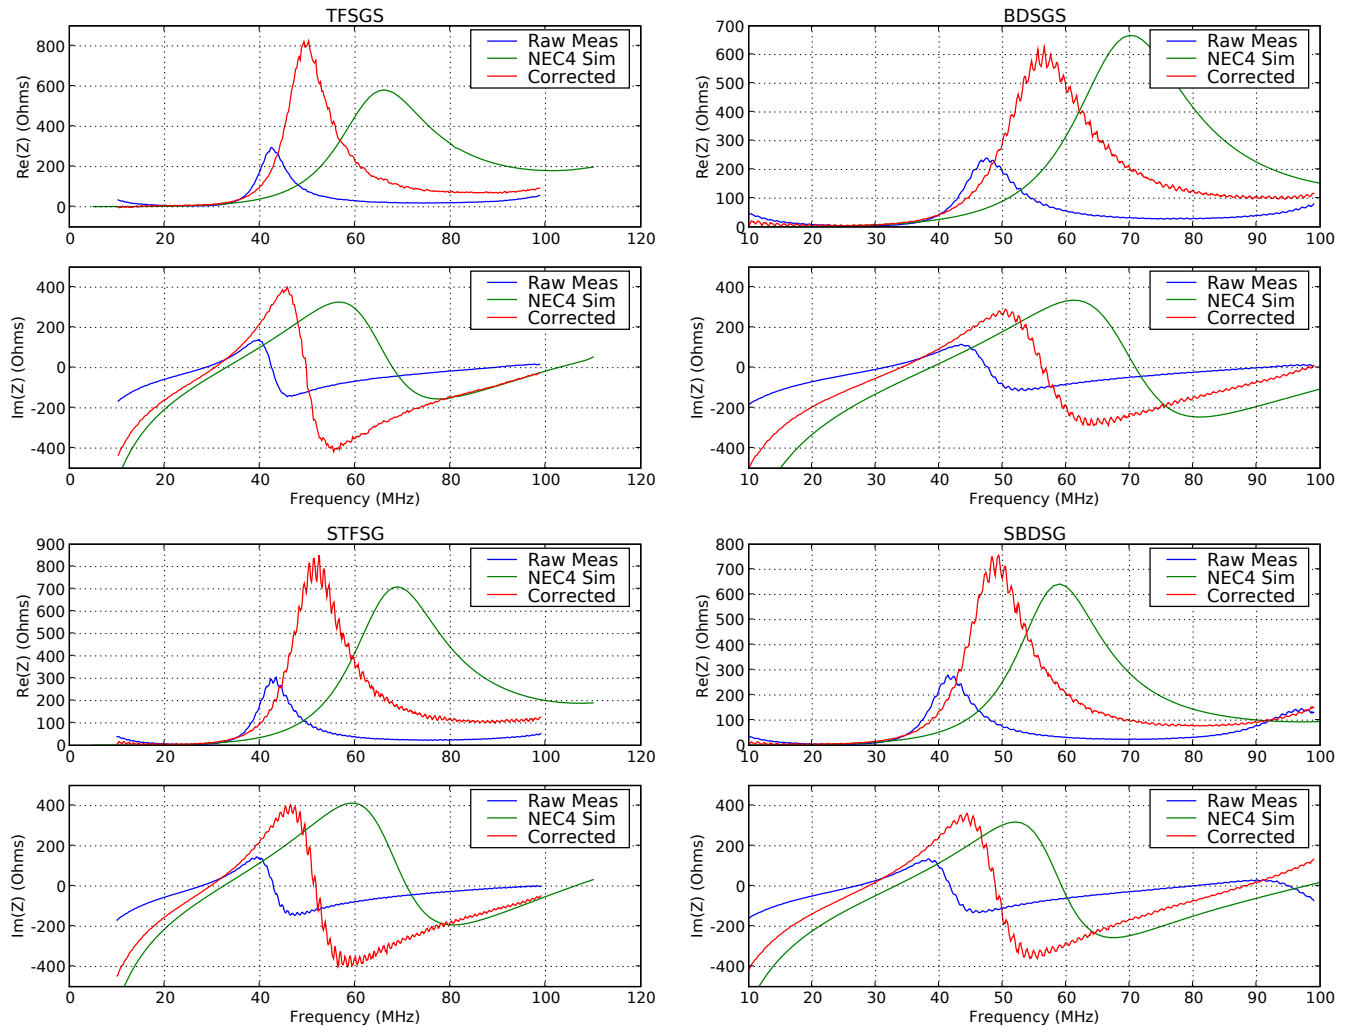 TFSGS
800
600
400
200
0
Re(Z) (Ohms)
0 20 40 60 80 100 120
Raw Meas
NEC4 Sim
Corrected
400
200
0
-200
-400
Im(Z) (Ohms)
0 20 40 60 80 100 120
Frequency (MHz)
Raw Meas
NEC4 Sim
Corrected
BDSGS
700
600
500
400
300
200
100
0
Re(Z) (Ohms)
10 20 30 40 50 60 70 80 90 100
Raw Meas
NEC4 Sim
Corrected
400
200
0
-200
-400
Im(Z) (Ohms)
10 20 30 40 50 60 70 80 90 100
Frequency (MHz)
Raw Meas
NEC4 Sim
Corrected
STFSG
900
800
700
600
500
400
300
200
100
0
Re(Z) (Ohms)
0 20 40 60 80 100 120
Raw Meas
NEC4 Sim
Corrected
400
200
0
-200
-400
Im(Z) (Ohms)
0 20 40 60 80 100 120
Frequency (MHz)
Raw Meas
NEC4 Sim
Corrected
SBDSG
800
700
600
500
400
300
200
100
0
Re(Z) (Ohms)
10 20 30 40 50 60 70 80 90 100
Raw Meas
NEC4 Sim
Corrected
400
200
0
-200
-400
Im(Z) (Ohms)
10 20 30 40 50 60 70 80 90 100
Frequency (MHz)
Raw Meas
NEC4 Sim
Corrected